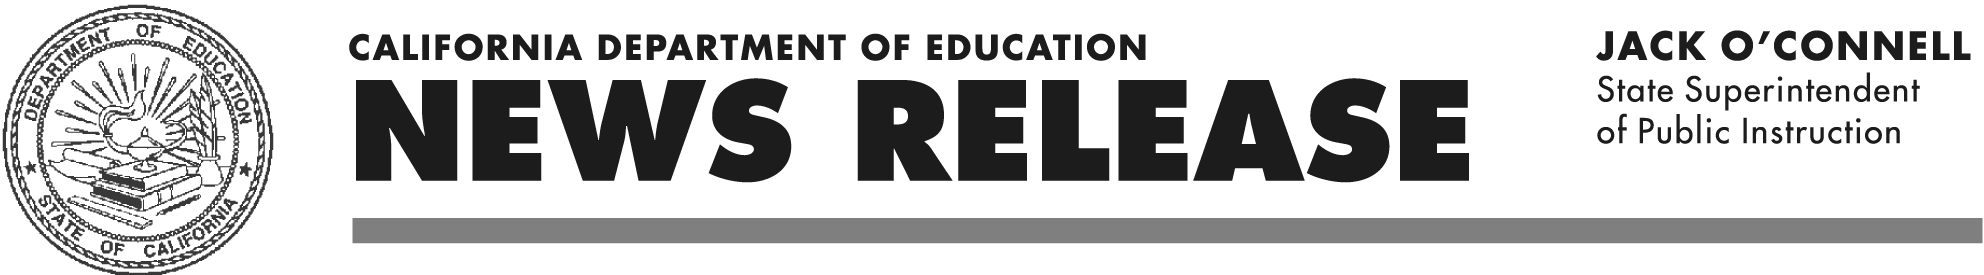 DEPARTMENT OF EDUCATION
STATE OF CALIFORNIA
CALIFORNIA DEPARTMENT OF EDUCATION
NEWS RELEASE
JACK O’CONNELL
State Superintendent
of Public Instruction